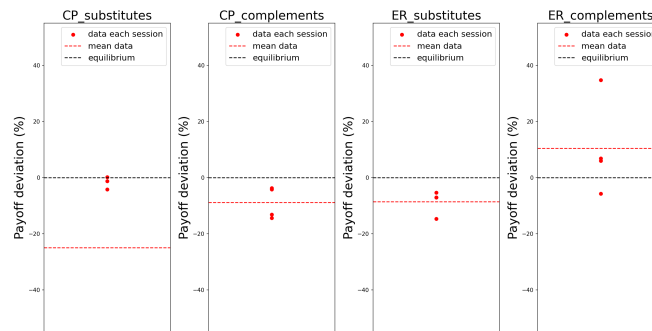 CP_substitutes
Payoff deviation (%)
40
20
0
−20
−40
data each session
mean data
equilibrium
CP_complements
Payoff deviation (%)
40
20
0
−20
−40
data each session
mean data
equilibrium
ER_substitutes
Payoff deviation (%)
40
20
0
−20
−40
data each session
mean data
equilibrium
ER_complements
Payoff deviation (%)
40
20
0
−20
−40
data each sessio
mean data
equilibrium